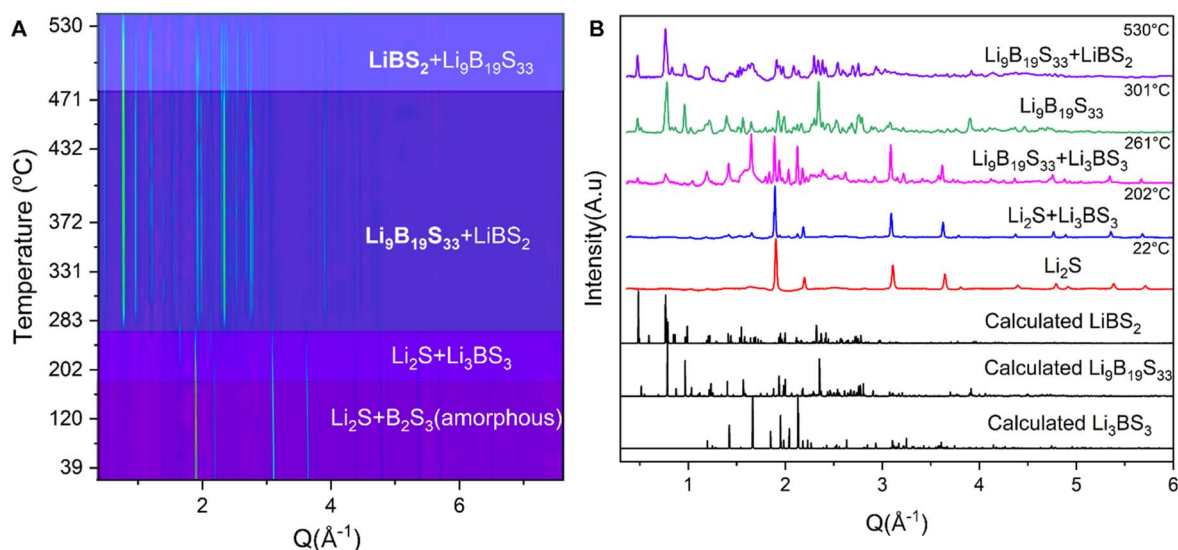 A
530
471
432
372
331
283
202
120
39
Temperature (ºC)
LiBS₂+Li₉B₁₉S₃₃
Li₉B₁₉S₃₃+LiBS₂
Li₂S+Li₃BS₃
Li₂S+B₂S₃(amorphous)
2 4 6
Q(Å⁻¹)
B
Intensity(A.u)
530°C
Li₉B₁₉S₃₃+LiBS₂
301°C
Li₉B₁₉S₃₃
261°C
Li₉B₁₉S₃₃+Li₃BS₃
202°C
Li₂S+Li₃BS₃
22°C
Li₂S
Calculated LiBS₂
Calculated Li₉B₁₉S₃₃
Calculated Li₃BS₃
1 2 3 4 5 6
Q(Å⁻¹)